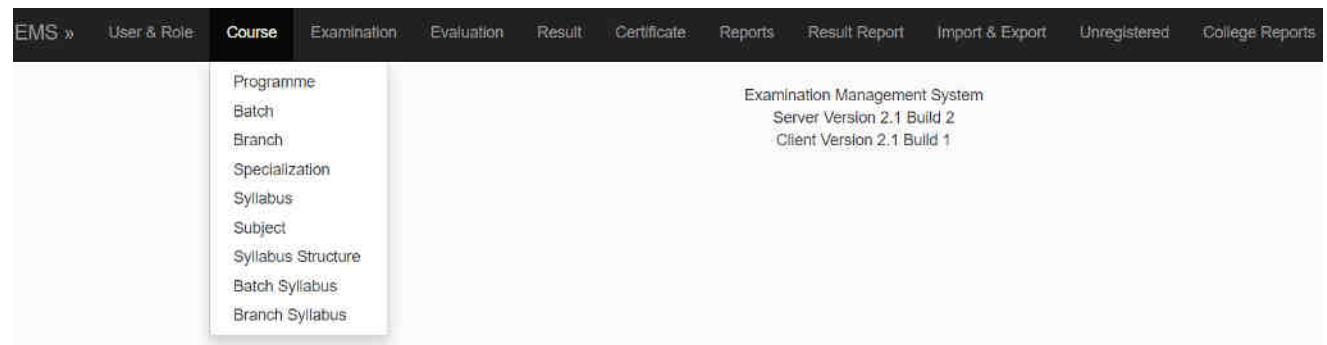 EMS » User & Role Course Examination Evaluation Result Certificate Reports Result Report Import & Export Unregistered College Reports
Programme
Batch
Branch
Specialization
Syllabus
Subject
Syllabus Structure
Batch Syllabus
Branch Syllabus
Examination Management System
Server Version 2.1 Build 2
Client Version 2.1 Build 1